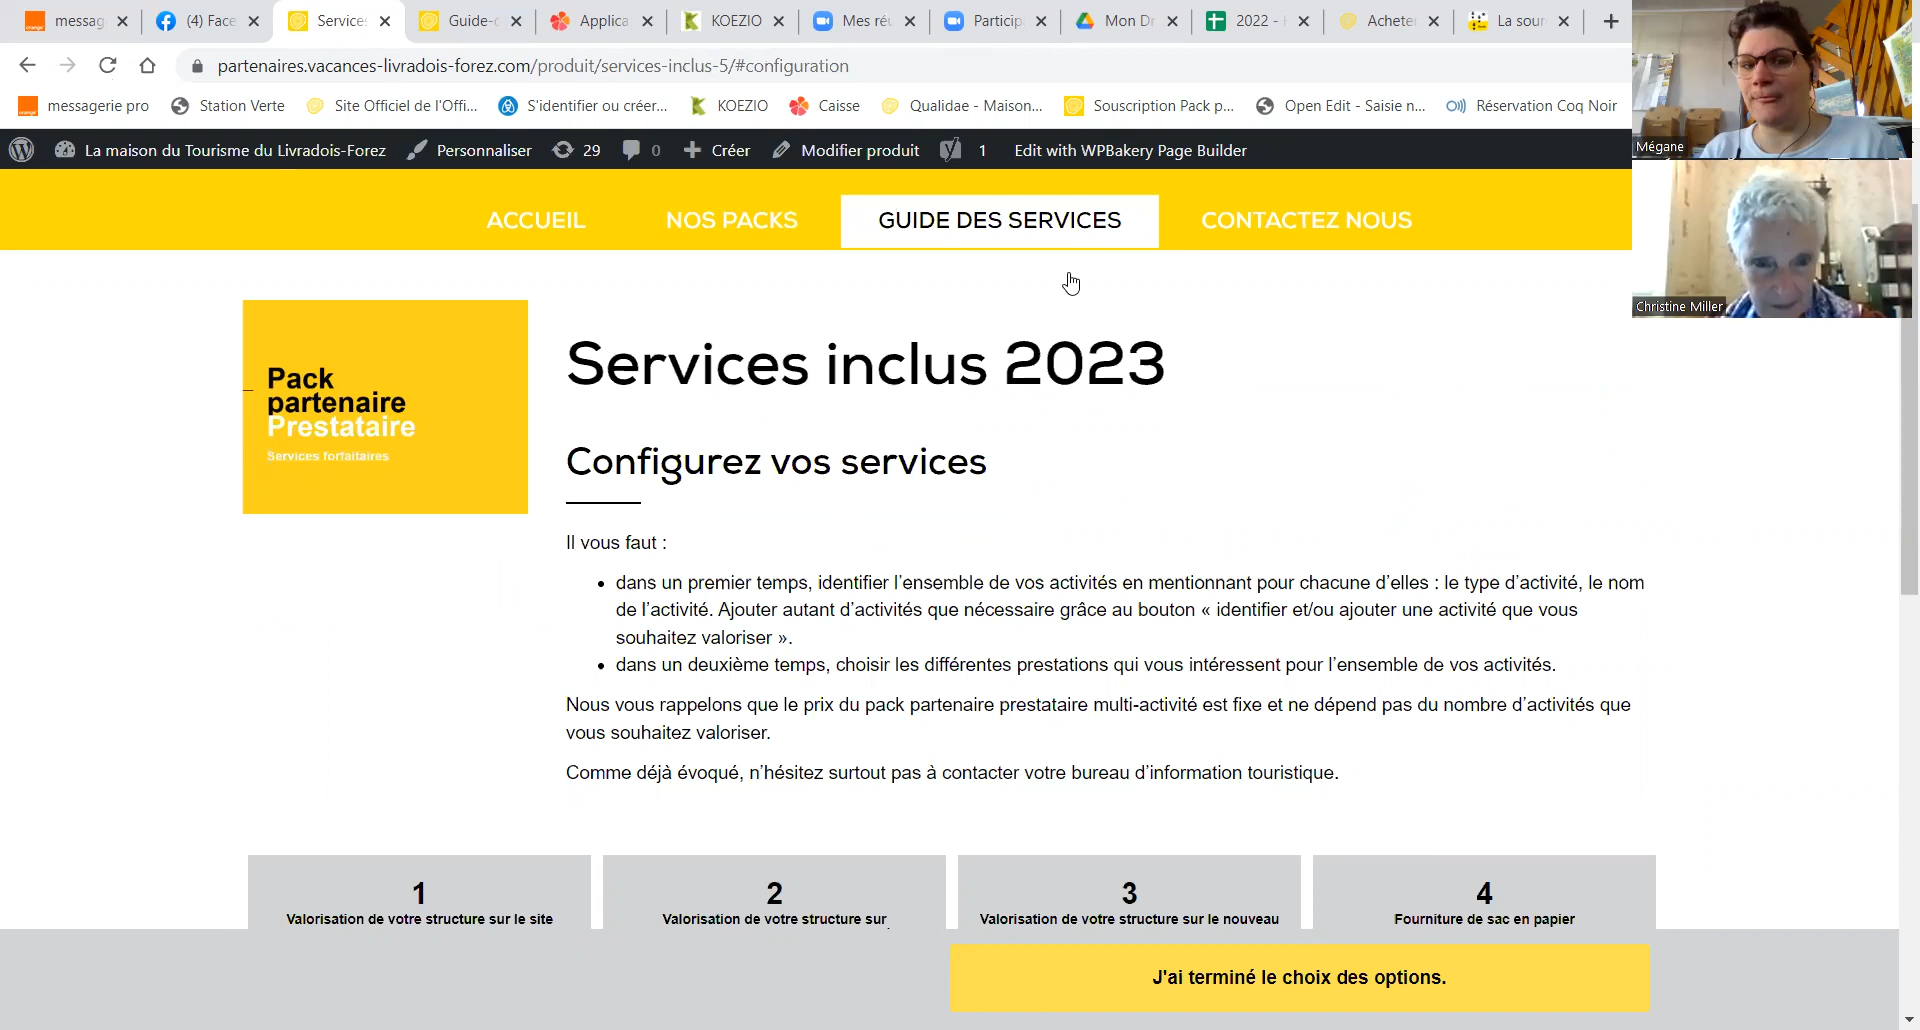 messag
(4) Face
Services
Guide-c
Applica
KOEZIO
Mes réu
Particip
Mon Dr
2022 -
Achete
La sour
partenaires.vacances-livradois-forez.com/produit/services-inclus-5/#configuration
messagerie pro
Station Verte
Site Officiel de l'Offi...
S'identifier ou créer...
KOEZIO
Caisse
Qualidae - Maison...
Souscription Pack p...
Open Edit - Saisie n...
Réservation Coq Noir
La maison du Tourisme du Livradois-Forez
Personnaliser
29
0
Créer
Modifier produit
1
Edit with WPBakery Page Builder
Mégane
Christine Miller
ACCUEIL
NOS PACKS
GUIDE DES SERVICES
CONTACTEZ NOUS
Pack
partenaire
Prestataire
Services forfaitaires
Services inclus 2023
Configurez vos services
Il vous faut :
• dans un premier temps, identifier l’ensemble de vos activités en mentionnant pour chacune d’elles : le type d’activité, le nom
de l’activité. Ajouter autant d’activités que nécessaire grâce au bouton « identifier et/ou ajouter une activité que vous
souhaitez valoriser ».
• dans un deuxième temps, choisir les différentes prestations qui vous intéressent pour l’ensemble de vos activités.
Nous vous rappelons que le prix du pack partenaire prestataire multi-activité est fixe et ne dépend pas du nombre d’activités que
vous souhaitez valoriser.
Comme déjà évoqué, n’hésitez surtout pas à contacter votre bureau d’information touristique.
1
Valorisation de votre structure sur le site
2
Valorisation de votre structure sur
3
Valorisation de votre structure sur le nouveau
4
Fourniture de sac en papier
J'ai terminé le choix des options.